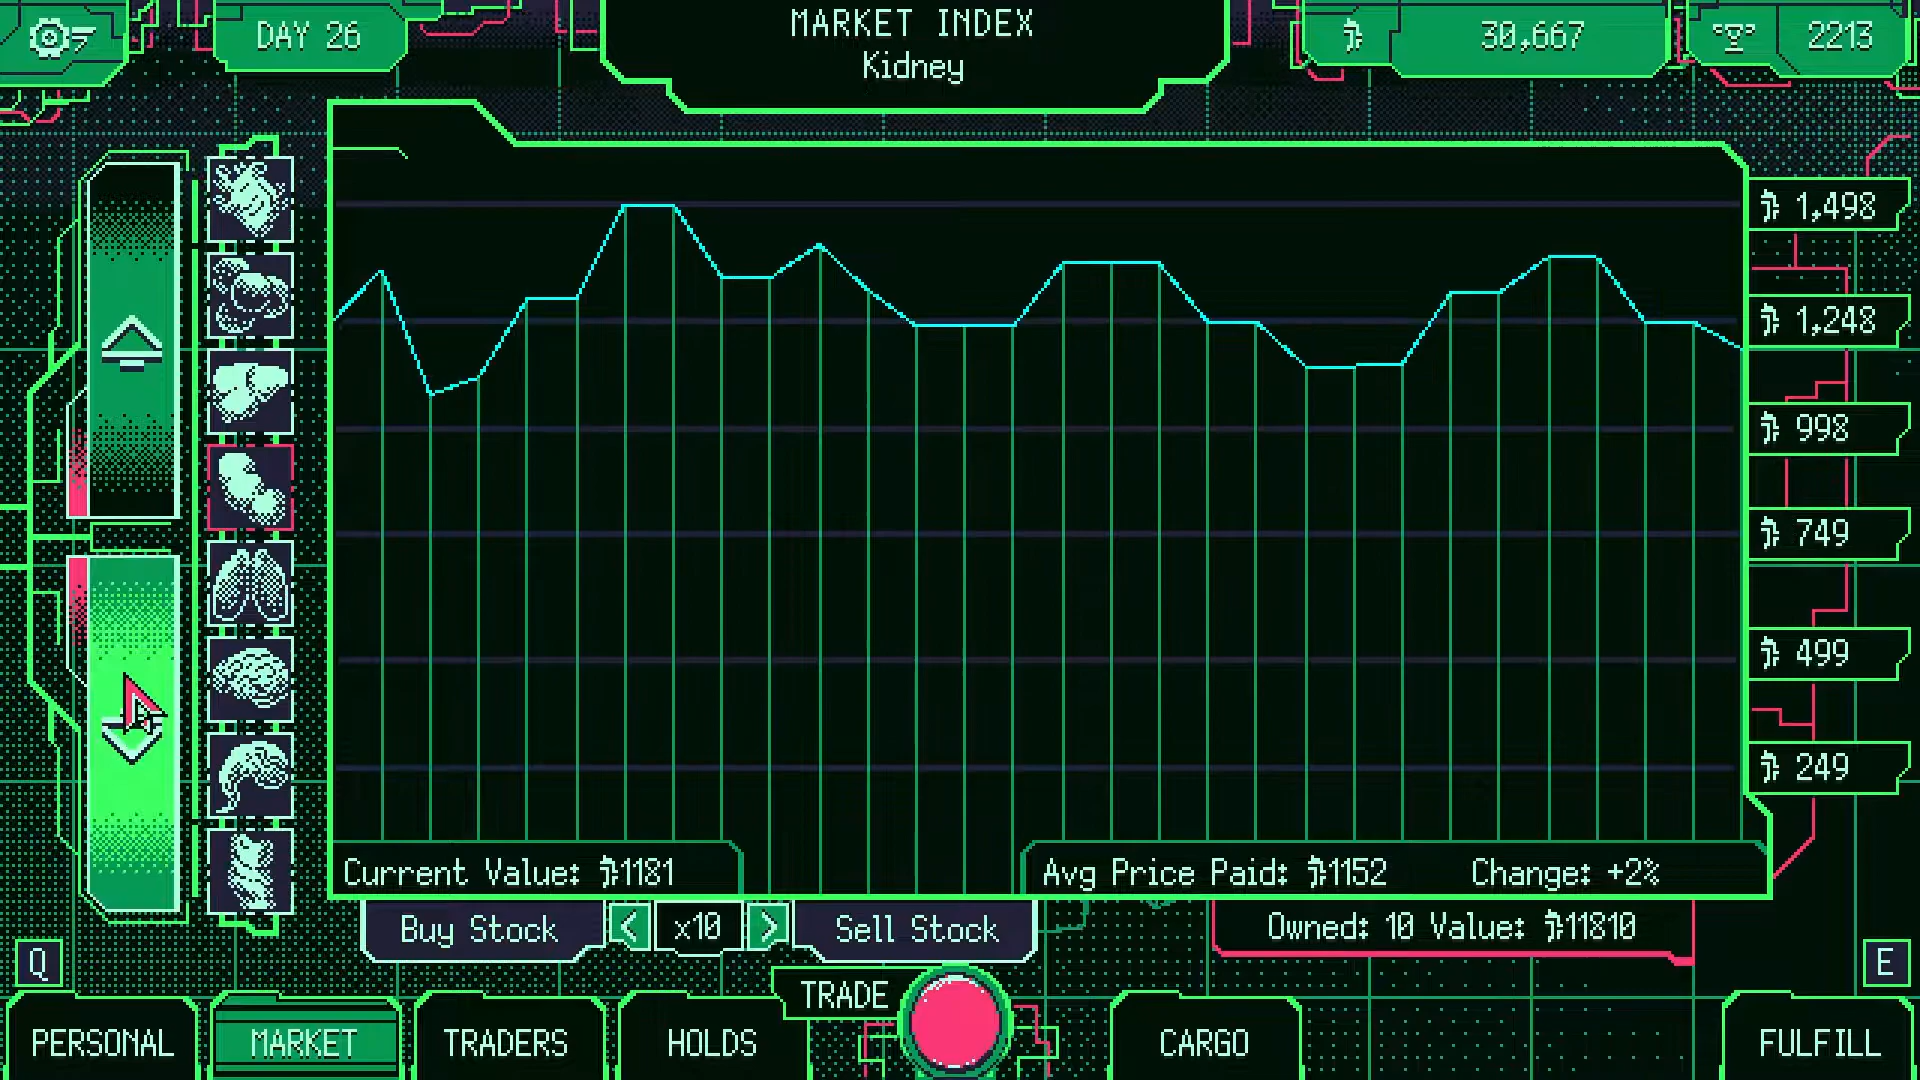 DAY 26
MARKET INDEX
Kidney
30,667
2213
1,498
1,248
998
749
499
249
Current Value: 1181
Avg Price Paid: 1152
Change: +2%
Buy Stock
x10
Sell Stock
Owned: 10 Value: 11810
Q
E
TRADE
PERSONAL
MARKET
TRADERS
HOLDS
CARGO
FULFILL